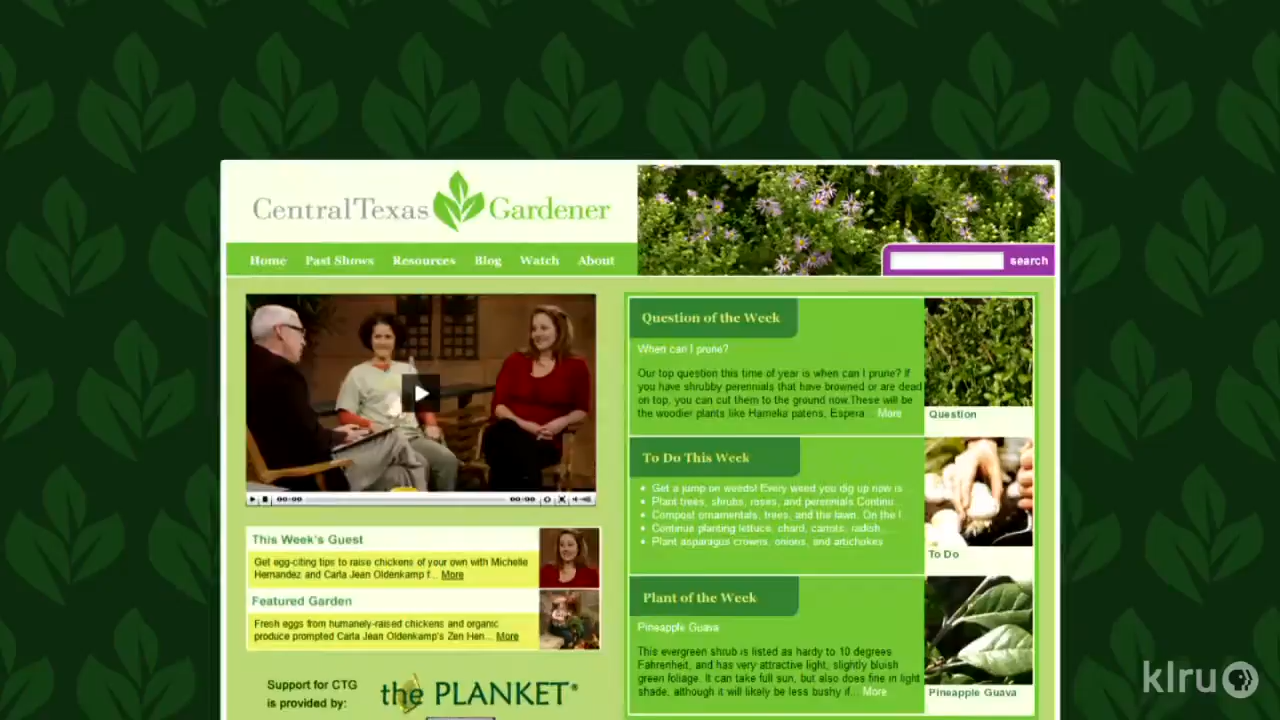 Central Texas Gardener
Home Past Shows Resources Blog Watch About
search
00:00 00:00
This Week's Guest
Get egg-citing tips to raise chickens of your own with Michelle
Hernandez and Carla Jean Oldenkamp f... More
Featured Garden
Fresh eggs from humanely-raised chickens and organic
produce prompted Carla Jean Oldenkamp's Zen Hen... More
Support for CTG
is provided by:
the PLANKET®
Question of the Week
When can I prune?
Our top question this time of year is when can I prune? If
you have shrubby perennials that have browned or are dead
on top, you can cut them to the ground now.These will be
the woodier plants like Hamelia patens, Espera... More
Question
To Do This Week
• Get a jump on weeds! Every weed you dig up now is
• Plant trees, shrubs, roses, and perennials Continu...
• Compost ornamentals, trees, and the lawn. On the l
• Continue planting lettuce, chard, carrots, radish...
• Plant asparagus crowns, onions, and artichokes
To Do
Plant of the Week
Pineapple Guava
This evergreen shrub is listed as hardy to 10 degrees
Fahrenheit, and has very attractive light, slightly bluish
green foliage. It can take full sun, but also does fine in light
shade, although it will likely be less bushy if... More
Pineapple Guava
klru